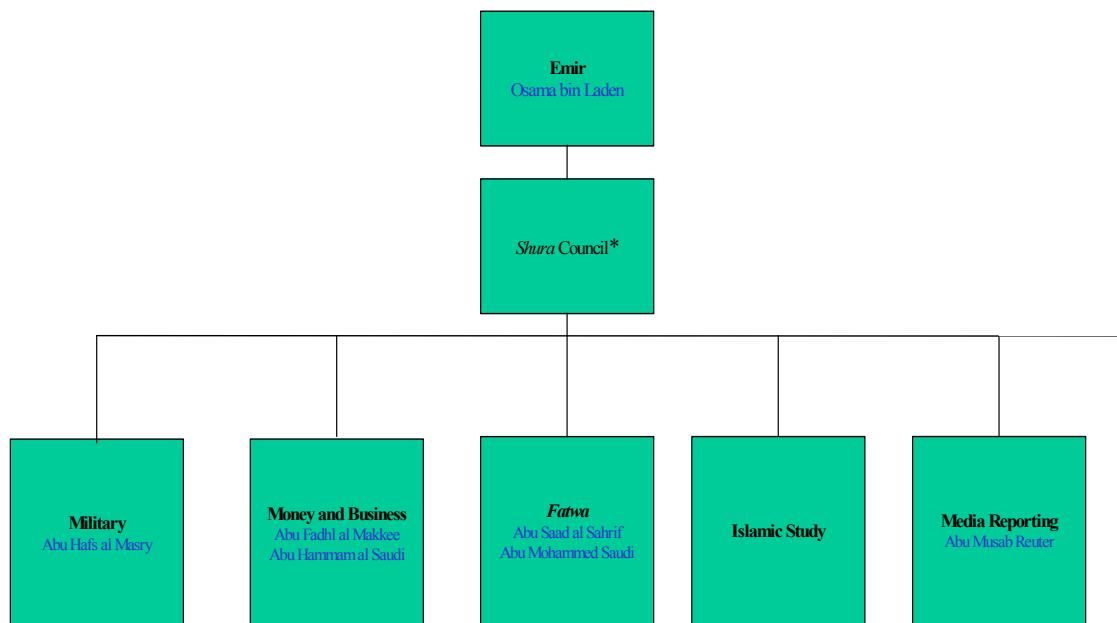 Emir
Osama bin Laden
Shura Council*
Military
Abu Hafs al Masry
Money and Business
Abu Fadhl al Makkee
Abu Hammam al Saudi
Fatwa
Abu Saad al Sahrif
Abu Mohammed Saudi
Islamic Study
Media Reporting
Abu Musab Reuter